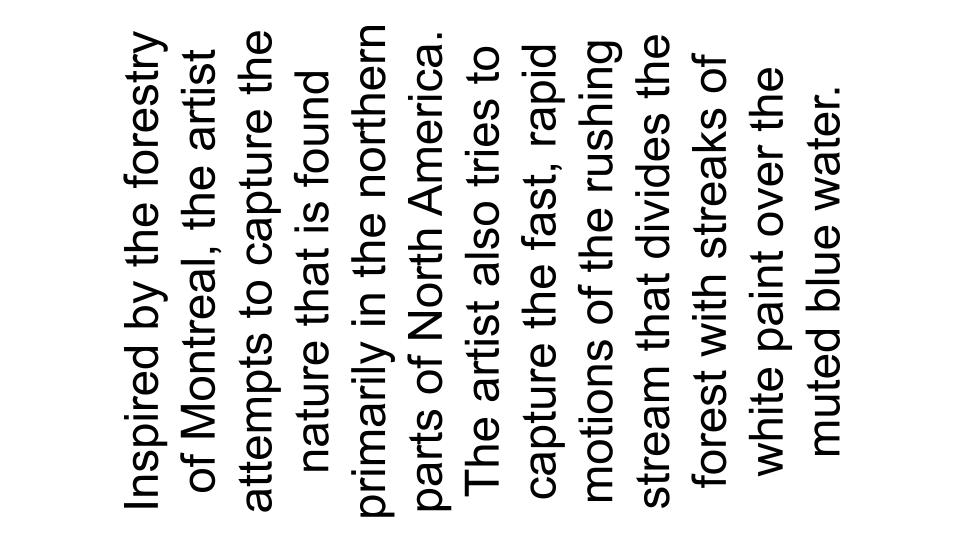 Inspired by the forestry
of Montreal, the artist
attempts to capture the
nature that is found
primarily in the northern
parts of North America.
The artist also tries to
capture the fast, rapid
motions of the rushing
stream that divides the
forest with streaks of
white paint over the
muted blue water.